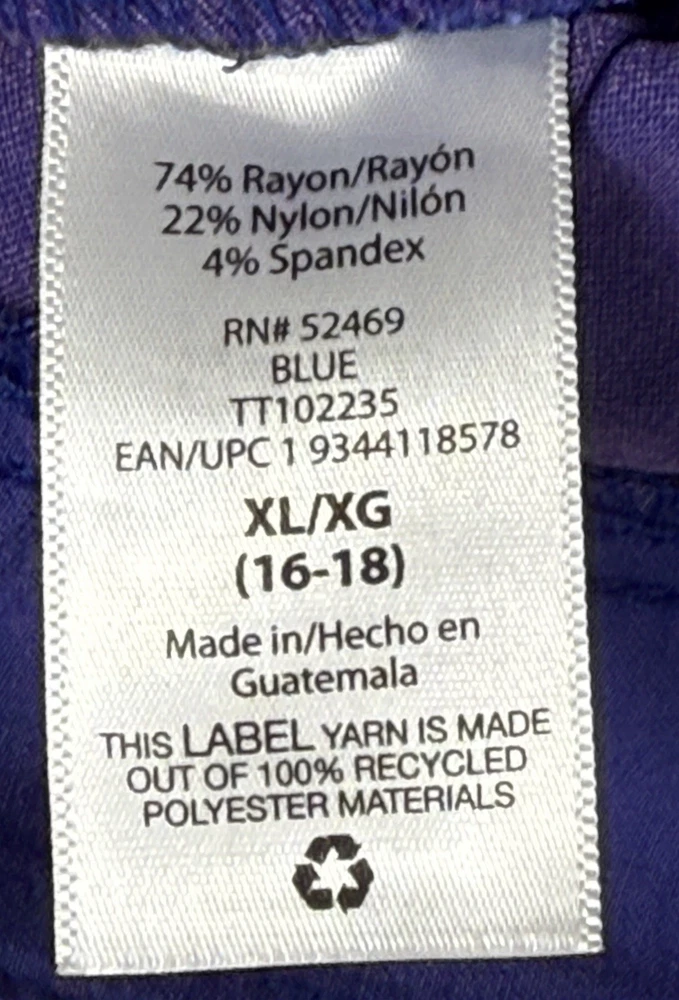 74% Rayon/Rayón
22% Nylon/Nilón
4% Spandex
RN# 52469
BLUE
TT102235
EAN/UPC 1 9344118578
XL/XG
(16-18)
Made in/Hecho en
Guatemala
THIS LABEL YARN IS MADE
OUT OF 100% RECYCLED
POLYESTER MATERIALS